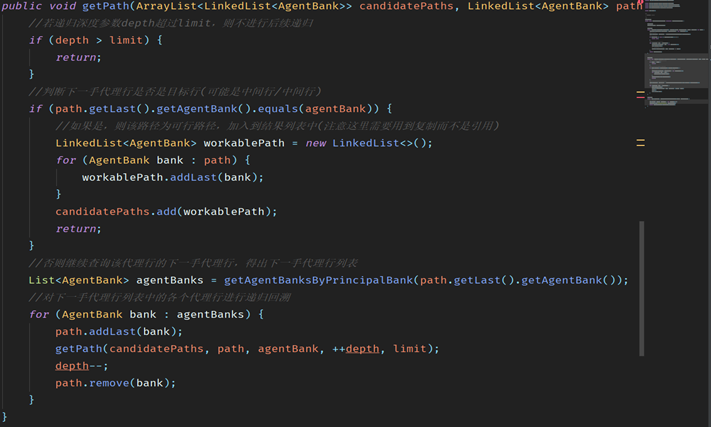 public void getPath(ArrayList<LinkedList<AgentBank>> candidatePaths, LinkedList<AgentBank> path
//若递归深度参数depth超过limit，则不进行后续递归
if (depth > limit) {
return;
}
//判断下一手代理行是否是目标行(可能是中间行/中间行)
if (path.getLast().getAgentBank().equals(agentBank)) {
//如果是，则该路径为可行路径，加入到结果列表中(注意这里需要用到复制而不是引用)
LinkedList<AgentBank> workablePath = new LinkedList<>();
for (AgentBank bank : path) {
workablePath.addLast(bank);
}
candidatePaths.add(workablePath);
return;
}
//否则继续查询该代理行的下一手代理行，得出下一手代理行列表
List<AgentBank> agentBanks = getAgentBanksByPrincipalBank(path.getLast().getAgentBank());
//对下一手代理行列表中的各个代理行进行递归回溯
for (AgentBank bank : agentBanks) {
path.addLast(bank);
getPath(candidatePaths, path, agentBank, ++depth, limit);
depth--;
path.remove(bank);
}
}